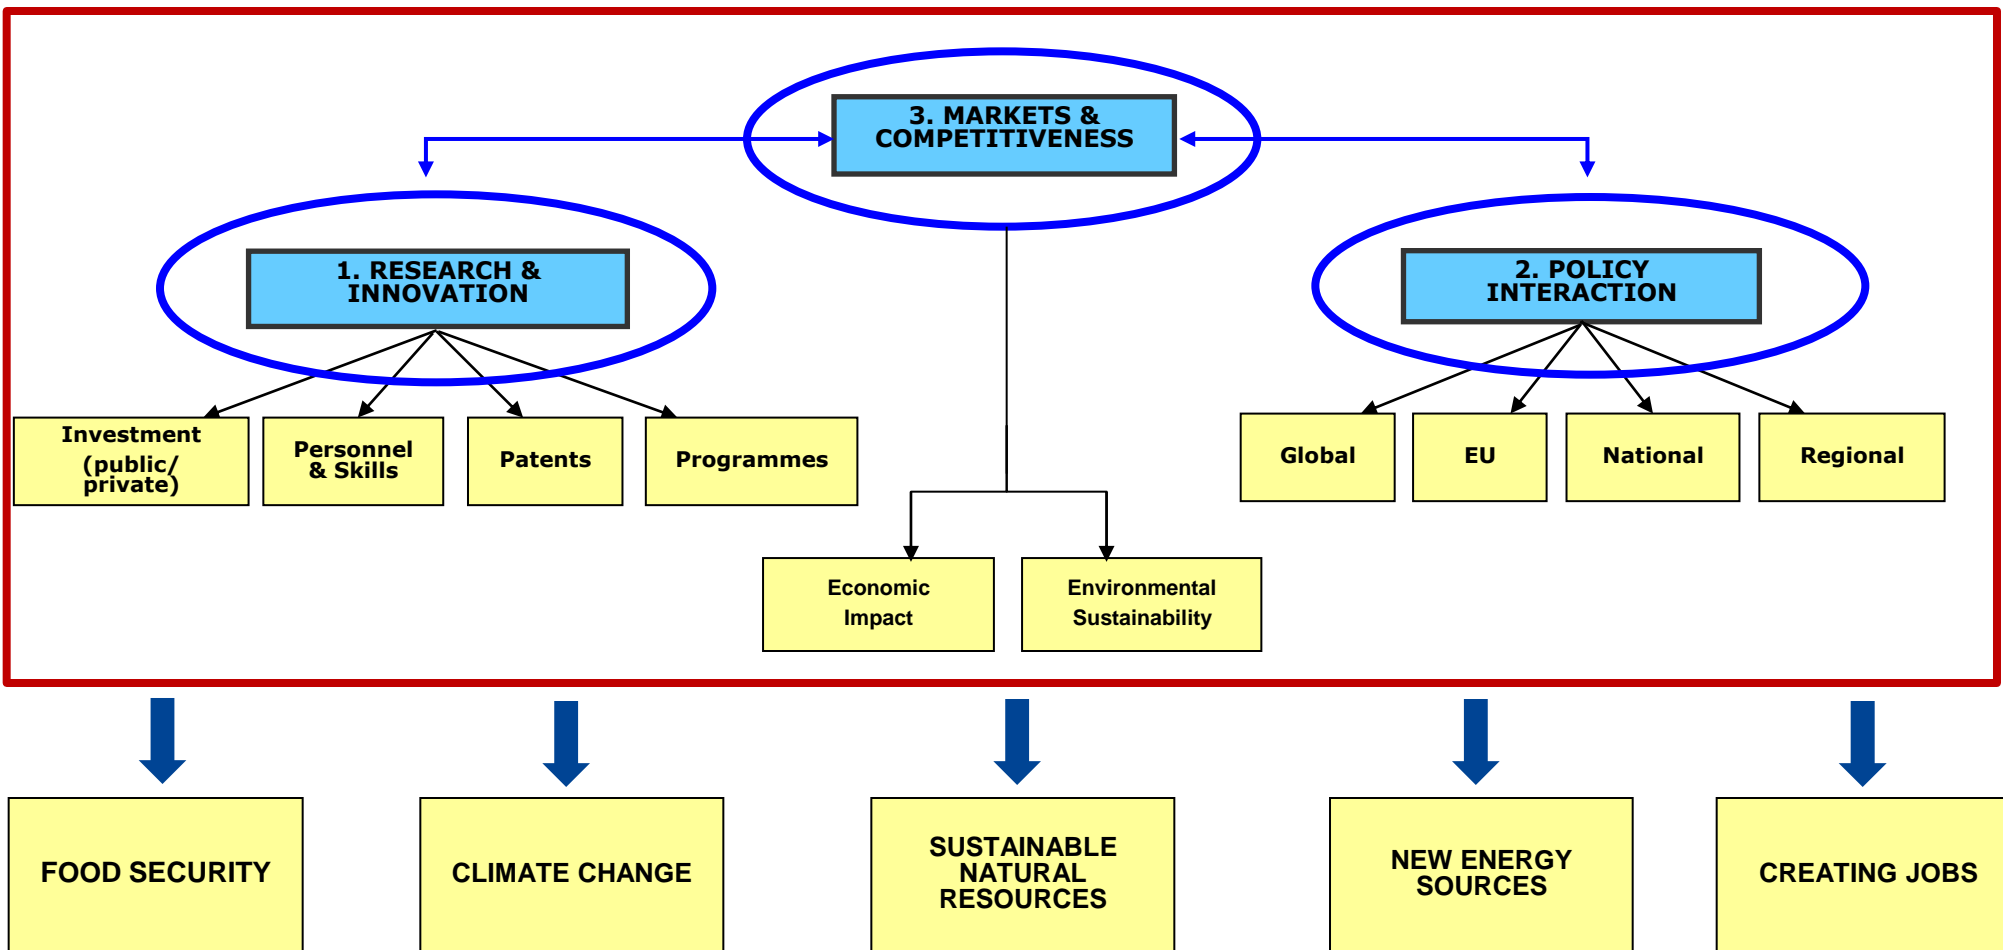 3. MARKETS &
COMPETITIVENESS
1. RESEARCH &
INNOVATION
2. POLICY
INTERACTION
Investment
(public/
private)
Personnel
& Skills
Patents
Programmes
Global
EU
National
Regional
Economic
Impact
Environmental
Sustainability
FOOD SECURITY
CLIMATE CHANGE
SUSTAINABLE
NATURAL
RESOURCES
NEW ENERGY
SOURCES
CREATING JOBS